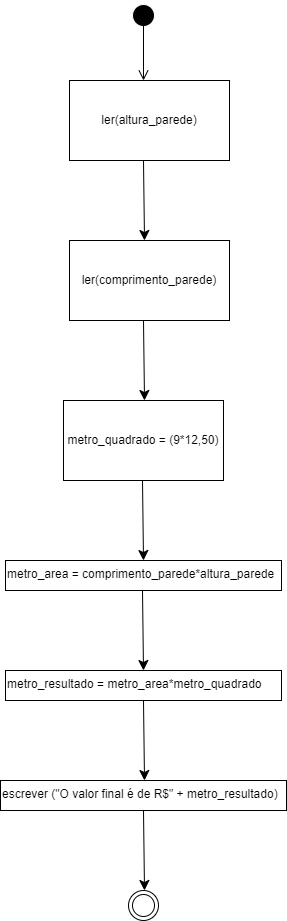 ler(altura_parede)
ler(comprimento_parede)
metro_quadrado = (9*12,50)
metro_area = comprimento_parede*altura_parede
metro_resultado = metro_area*metro_quadrado
escrever ("O valor final é de R$" + metro_resultado)